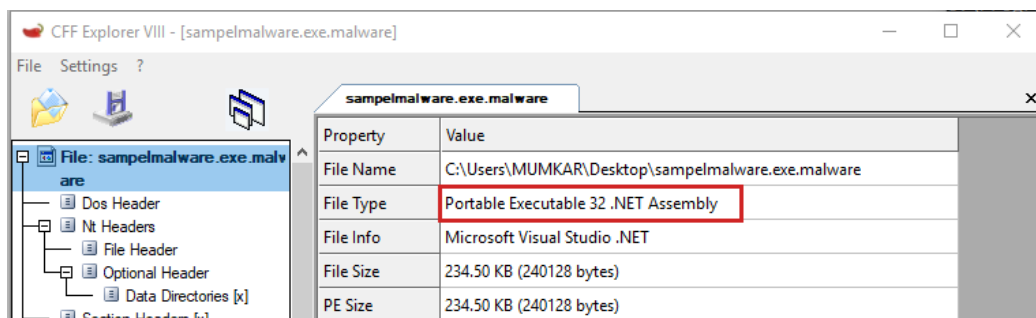 CFF Explorer VIII - [sampelmalware.exe.malware]
File Settings ?
sampelmalware.exe.malware
File: sampelmalware.exe.malw
are
Dos Header
Nt Headers
File Header
Optional Header
Data Directories [x]
Section Headers [x]
Property Value
File Name C:\Users\MUMKAR\Desktop\sampelmalware.exe.malware
File Type Portable Executable 32 .NET Assembly
File Info Microsoft Visual Studio .NET
File Size 234.50 KB (240128 bytes)
PE Size 234.50 KB (240128 bytes)